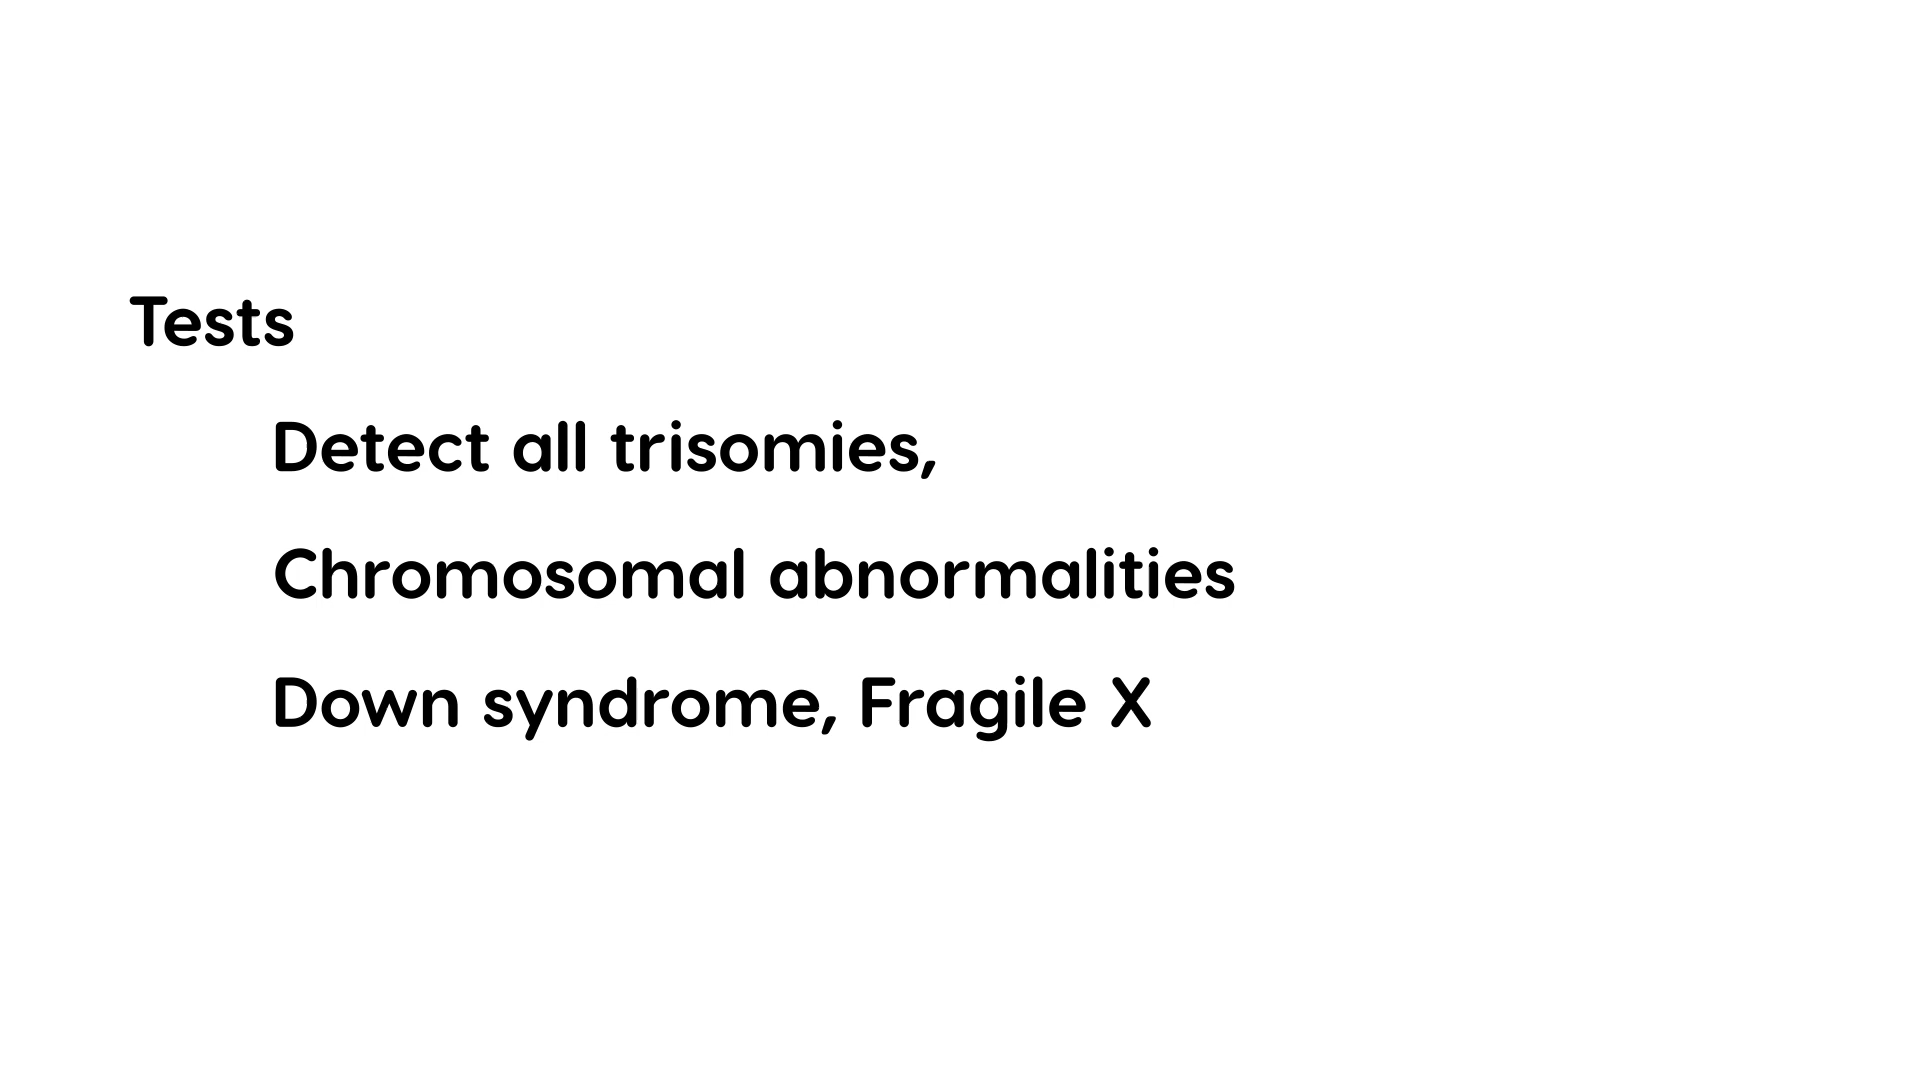 Tests
Detect all trisomies,
Chromosomal abnormalities
Down syndrome, Fragile X